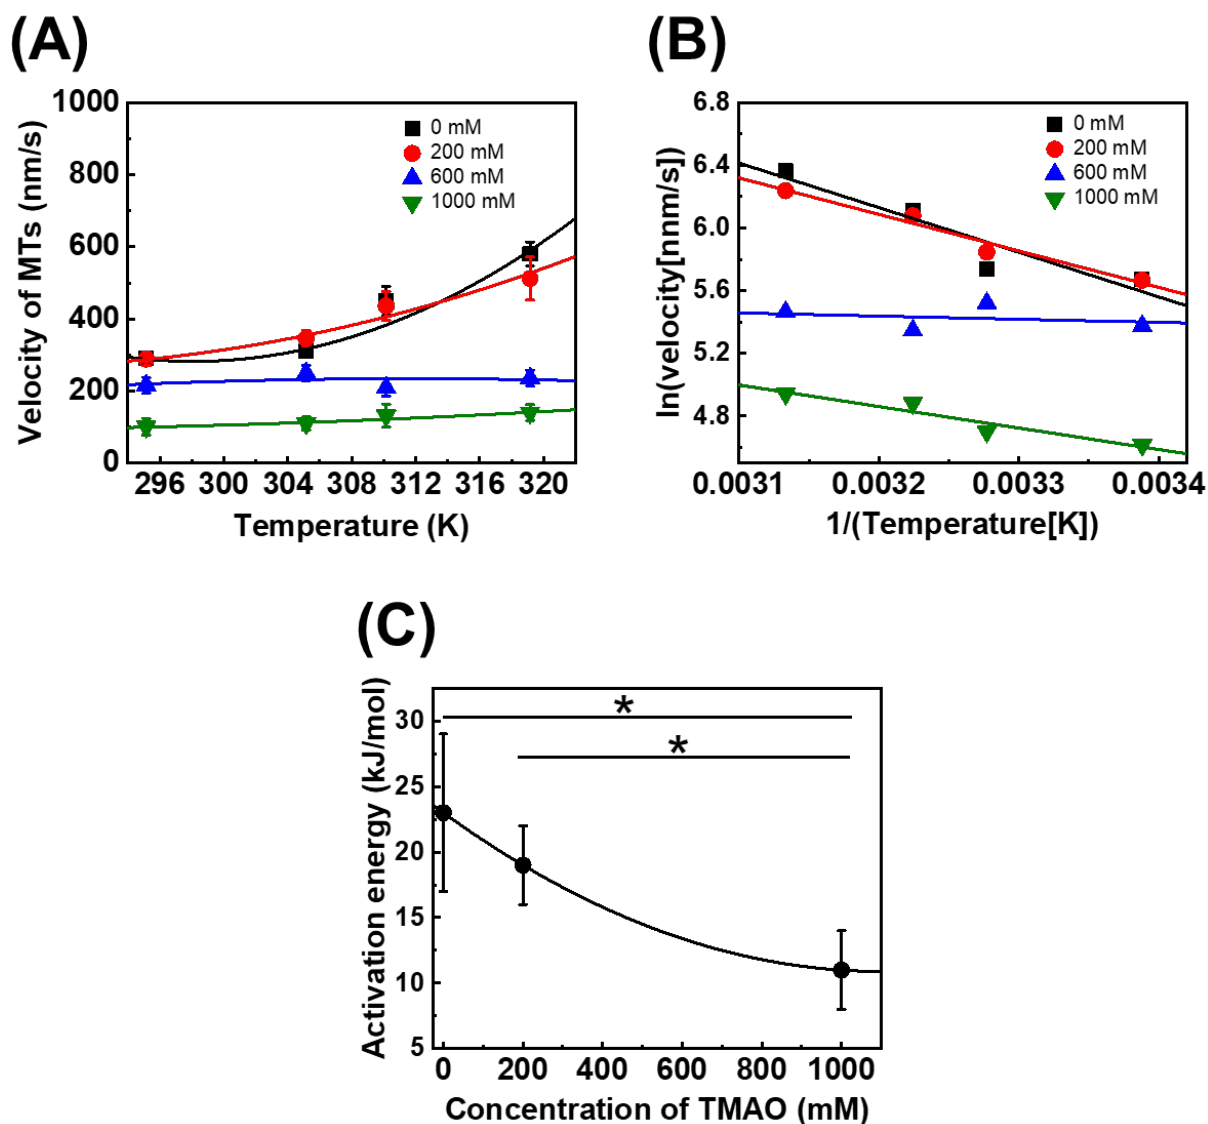 (A)
1000
800
600
400
200
0
Velocity of MTs (nm/s)
0 mM
200 mM
600 mM
1000 mM
296 300 304 308 312 316 320
Temperature (K)
(B)
6.8
6.4
6.0
5.6
5.2
4.8
ln(velocity[nnm/s])
0 mM
200 mM
600 mM
1000 mM
0.0031 0.0032 0.0033 0.0034
1/(Temperature[K])
(C)
30
25
20
15
10
5
Activation energy (kJ/mol)
*
*
0 200 400 600 800 1000
Concentration of TMAO (mM)